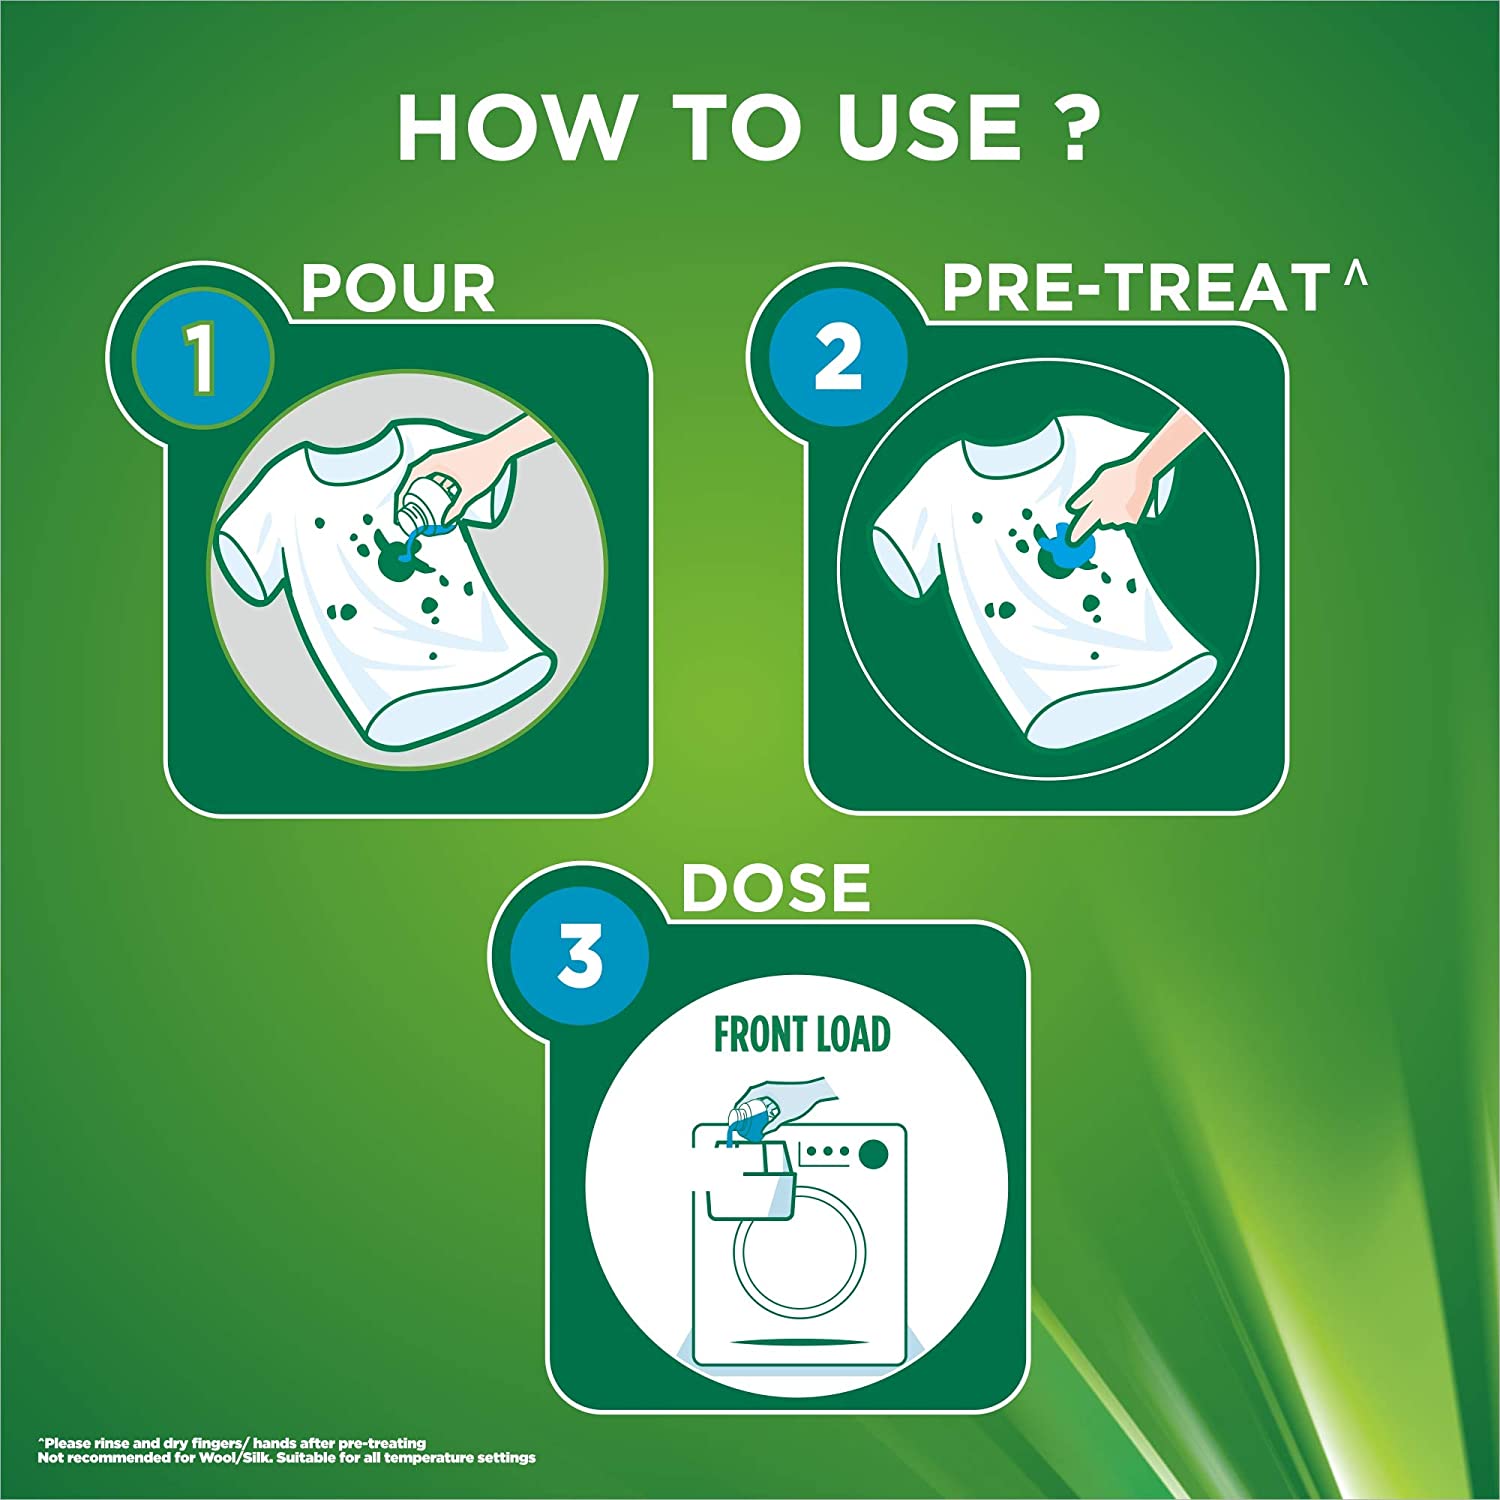 HOW TO USE ?
1
POUR
2
PRE-TREAT ^
3
DOSE
FRONT LOAD
^Please rinse and dry fingers/ hands after pre-treating
Not recommended for Wool/Silk. Suitable for all temperature settings